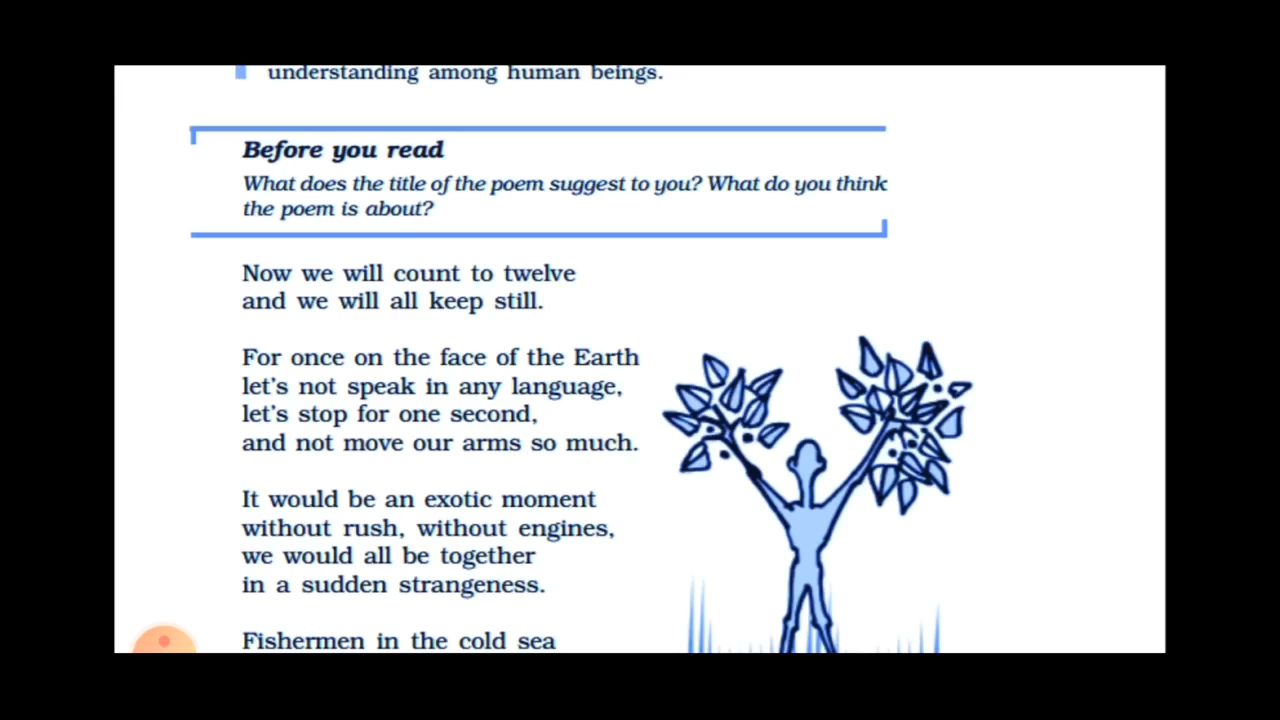 understanding among human beings.
Before you read
What does the title of the poem suggest to you? What do you think
the poem is about?
Now we will count to twelve
and we will all keep still.
For once on the face of the Earth
let's not speak in any language,
let's stop for one second,
and not move our arms so much.
It would be an exotic moment
without rush, without engines,
we would all be together
in a sudden strangeness.
Fishermen in the cold sea